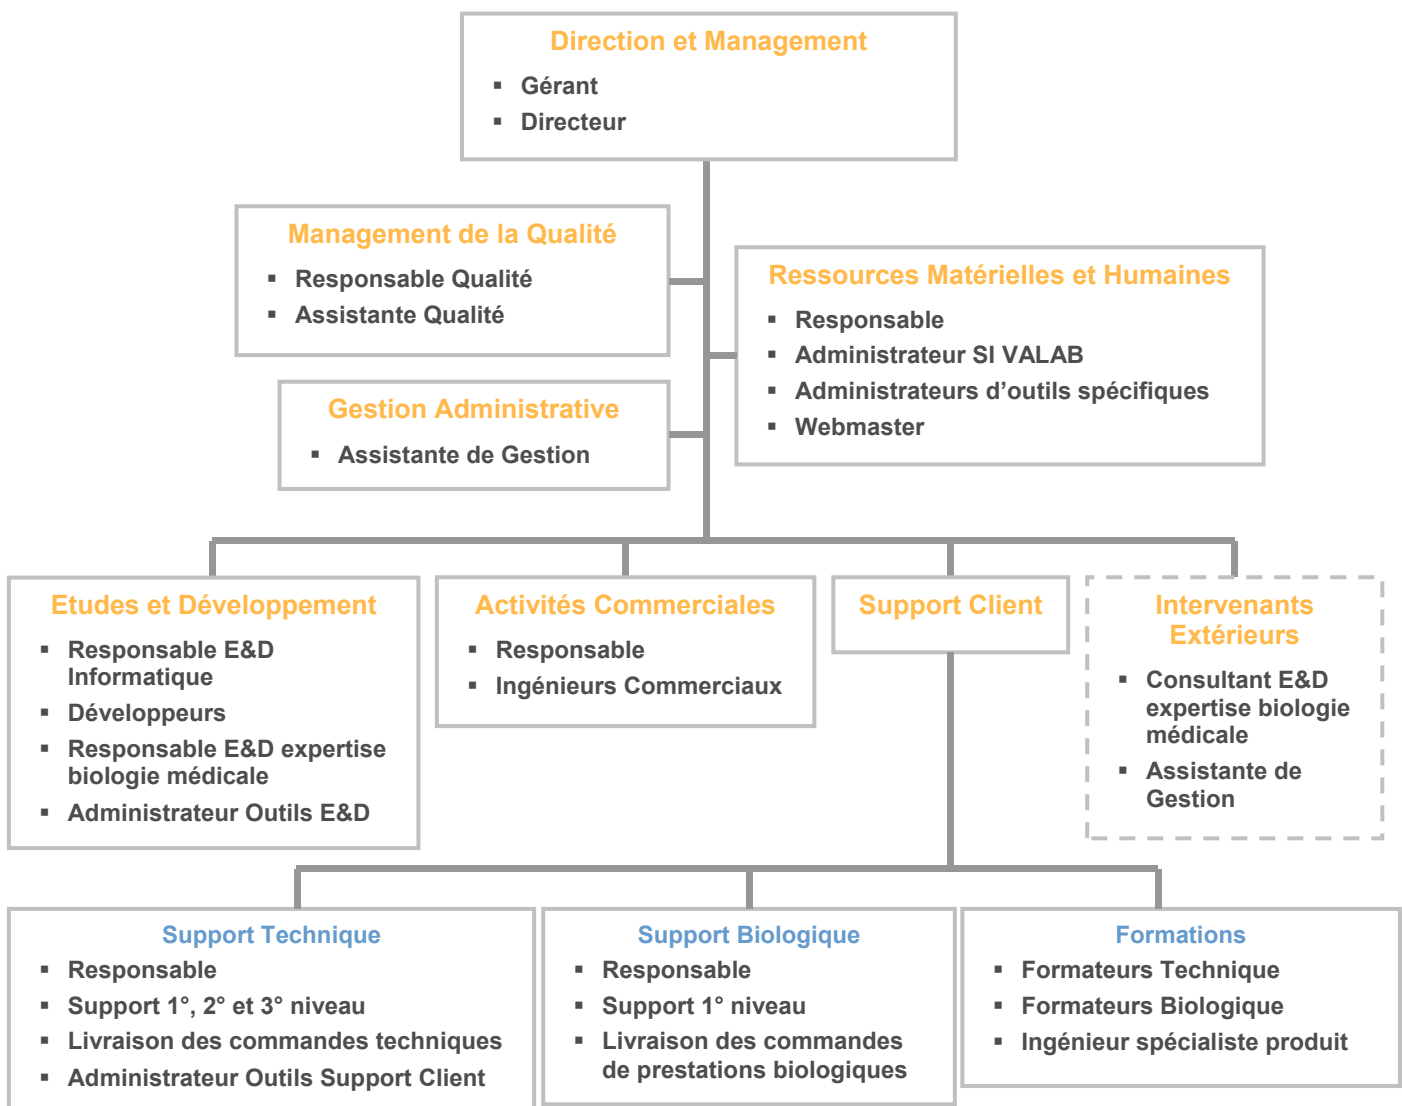 Direction et Management
▪ Gérant
▪ Directeur
Management de la Qualité
▪ Responsable Qualité
▪ Assistante Qualité
Ressources Matérielles et Humaines
▪ Responsable
▪ Administrateur SI VALAB
▪ Administrateurs d’outils spécifiques
▪ Webmaster
Gestion Administrative
▪ Assistante de Gestion
Etudes et Développement
▪ Responsable E&D
Informatique
▪ Développeurs
▪ Responsable E&D expertise
biologie médicale
▪ Administrateur Outils E&D
Activités Commerciales
▪ Responsable
▪ Ingénieurs Commerciaux
Support Client
Intervenants
Extérieurs
▪ Consultant E&D
expertise biologie
médicale
▪ Assistante de
Gestion
Support Technique
▪ Responsable
▪ Support 1°, 2° et 3° niveau
▪ Livraison des commandes techniques
▪ Administrateur Outils Support Client
Support Biologique
▪ Responsable
▪ Support 1° niveau
▪ Livraison des commandes
de prestations biologiques
Formations
▪ Formateurs Technique
▪ Formateurs Biologique
▪ Ingénieur spécialiste produit